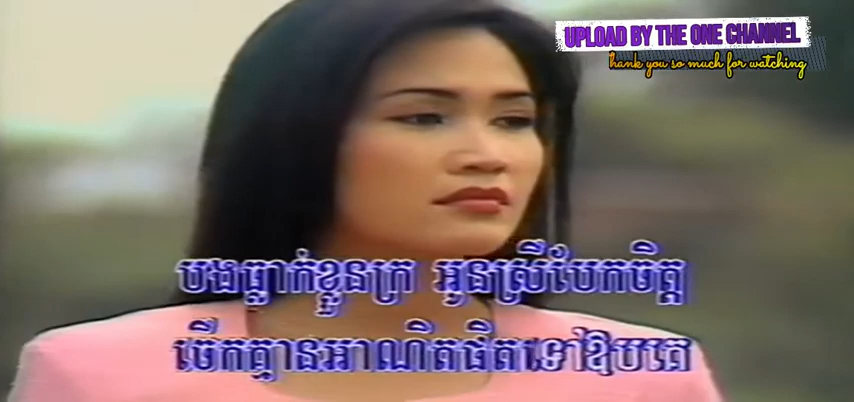 UPLOAD BY THE ONE CHANNEL
thank you so much for watching
បងធ្លាក់ខ្លួនក្រ អូនស្រីបែកចិត្ត
ចើកគ្មានអាណិតផិតទៅឱបគេ